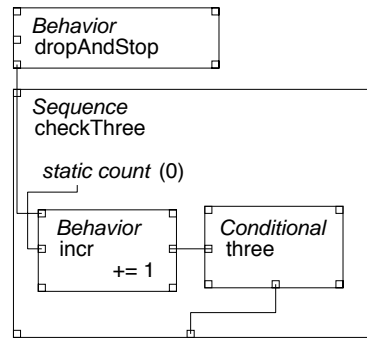 Behavior
dropAndStop
Sequence
checkThree
static count (0)
Behavior
incr
+= 1
Conditional
three